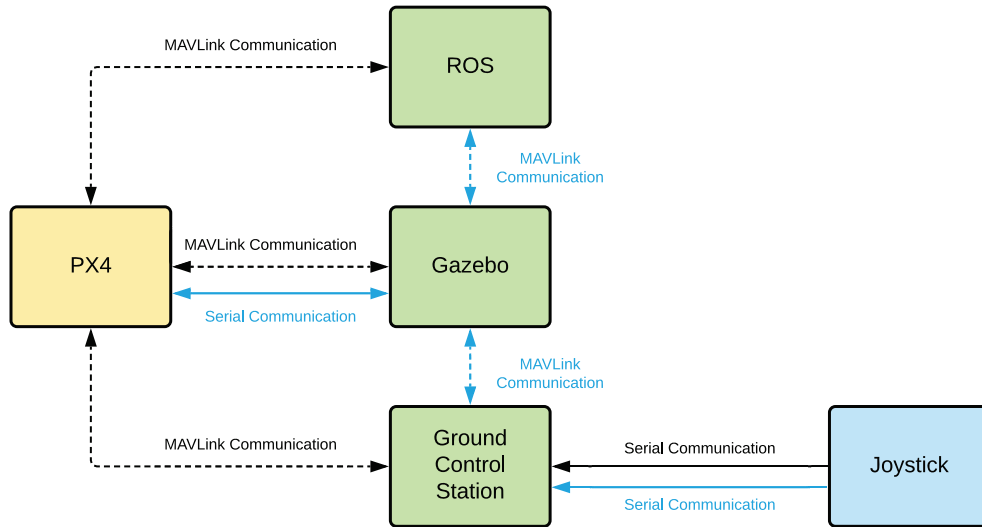 MAVLink Communication
ROS
MAVLink
Communication
PX4
MAVLink Communication
Serial Communication
Gazebo
MAVLink
Communication
MAVLink Communication
Ground
Control
Station
Serial Communication
Serial Communication
Joystick